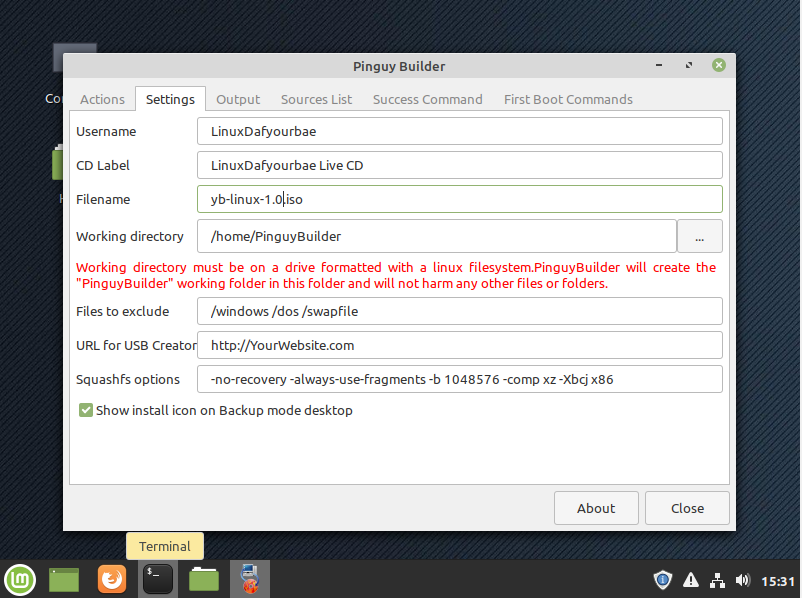 Pinguy Builder
Actions Settings Output Sources List Success Command First Boot Commands
Username LinuxDafyourbae
CD Label LinuxDafyourbae Live CD
Filename yb-linux-1.0.iso
Working directory /home/PinguyBuilder ...
Working directory must be on a drive formatted with a linux filesystem.PinguyBuilder will create the
"PinguyBuilder" working folder in this folder and will not harm any other files or folders.
Files to exclude /windows /dos /swapfile
URL for USB Creator http://YourWebsite.com
Squashfs options -no-recovery -always-use-fragments -b 1048576 -comp xz -Xbcj x86
Show install icon on Backup mode desktop
About Close
Terminal
15:31